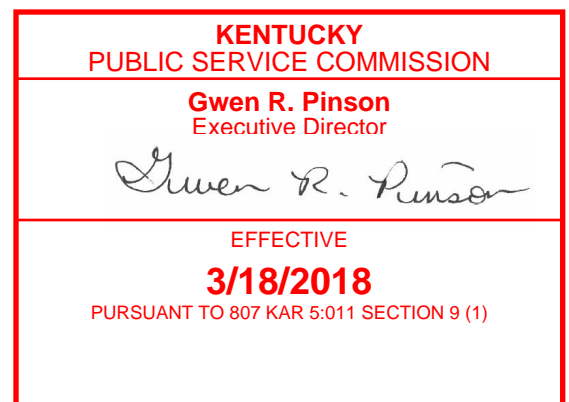 KENTUCKY
PUBLIC SERVICE COMMISSION
Gwen R. Pinson
Executive Director
Gwen R. Pinson
EFFECTIVE
3/18/2018
PURSUANT TO 807 KAR 5:011 SECTION 9 (1)